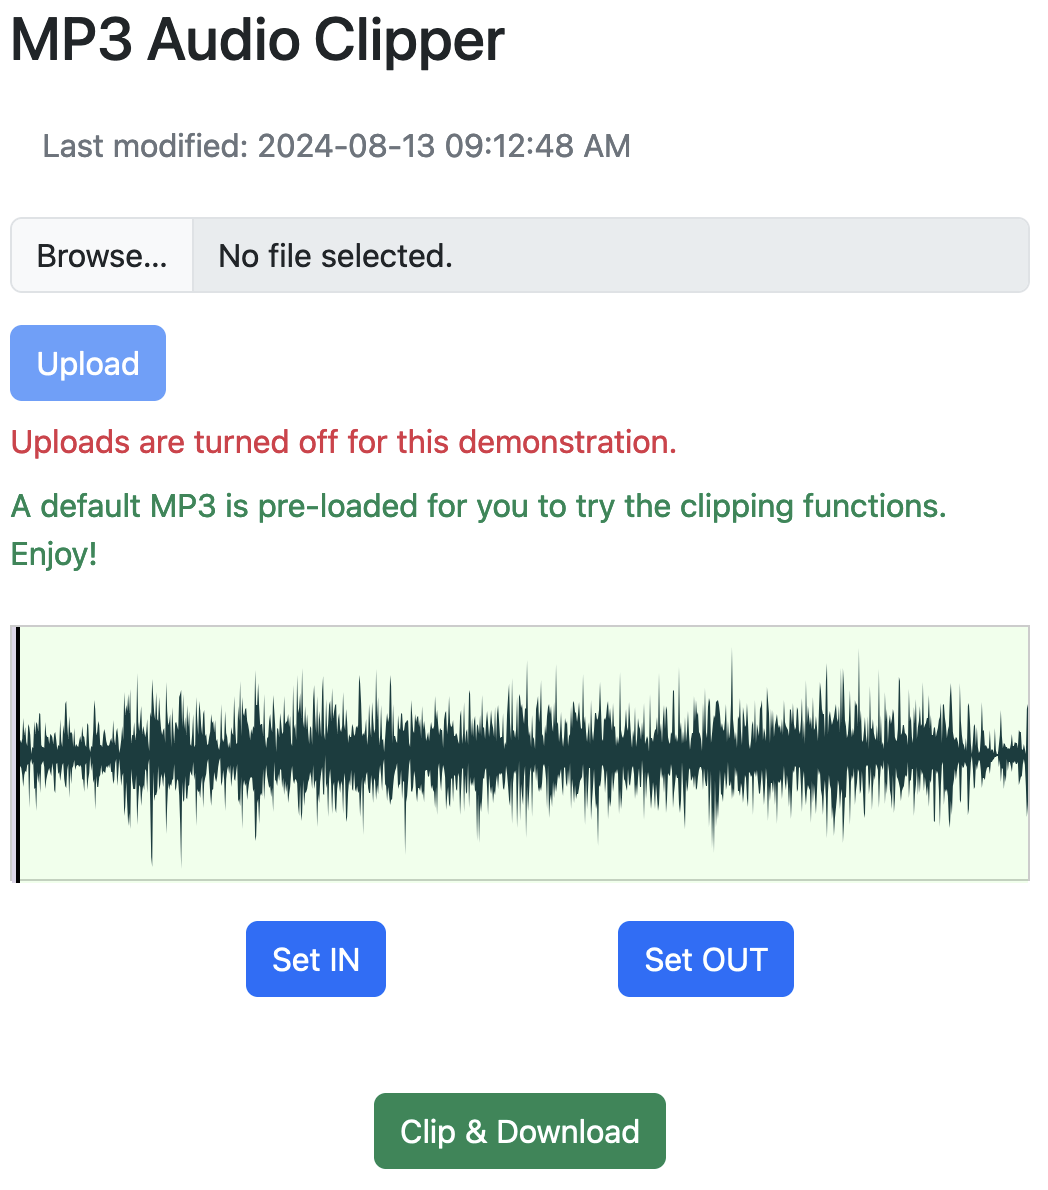 MP3 Audio Clipper
Last modified: 2024-08-13 09:12:48 AM
Browse... No file selected.
Upload
Uploads are turned off for this demonstration.
A default MP3 is pre-loaded for you to try the clipping functions.
Enjoy!
Set IN Set OUT
Clip & Download